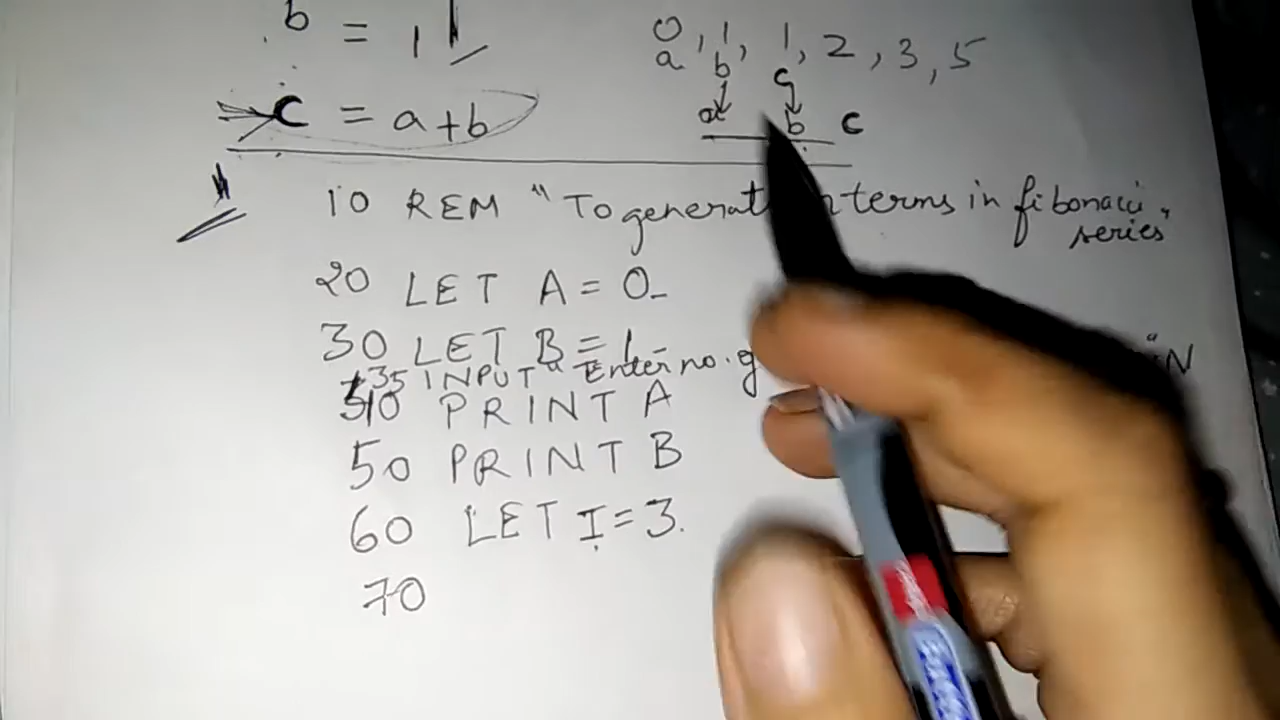 b = 1
0, 1, 1, 2, 3, 5
a b c
c = a+b
a b c
10 REM "To generat n terms in fibonacci
series"
20 LET A = 0
30 LET B = 1
35 INPUT "Enter no. " N
40 PRINT A
50 PRINT B
60 LET I = 3.
70